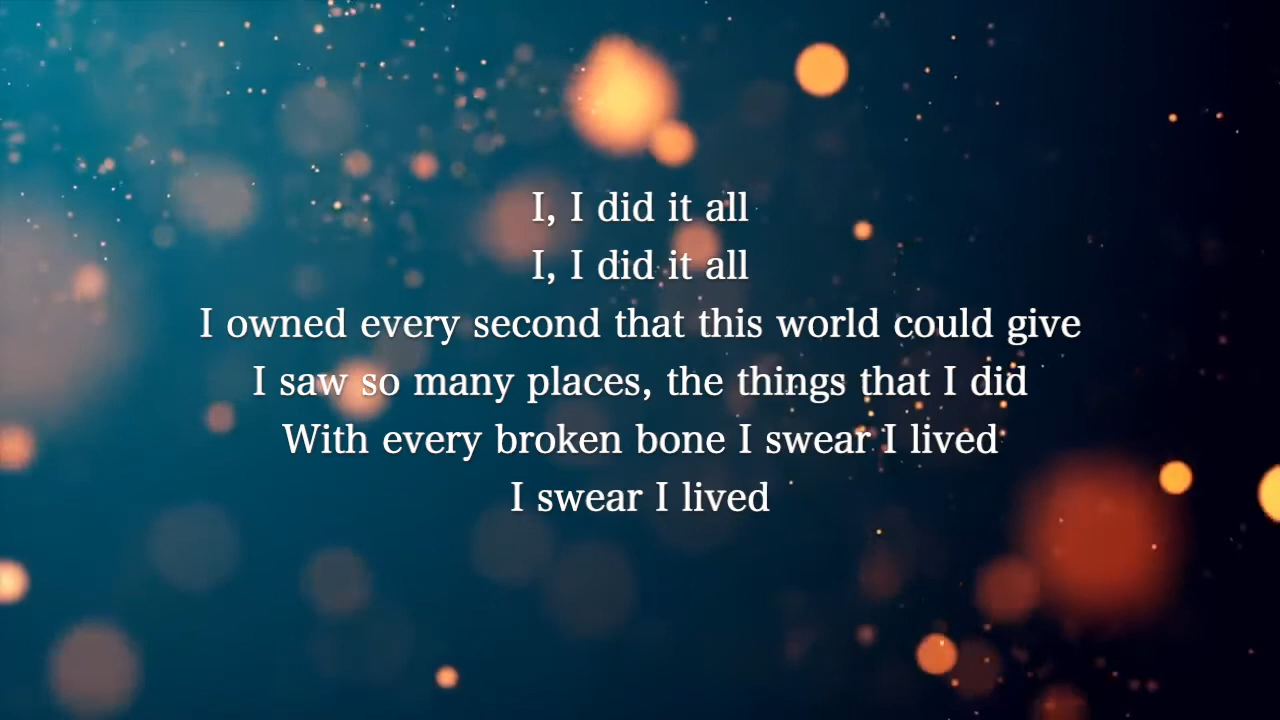 I, I did it all
I, I did it all
I owned every second that this world could give
I saw so many places, the things that I did
With every broken bone I swear I lived
I swear I lived